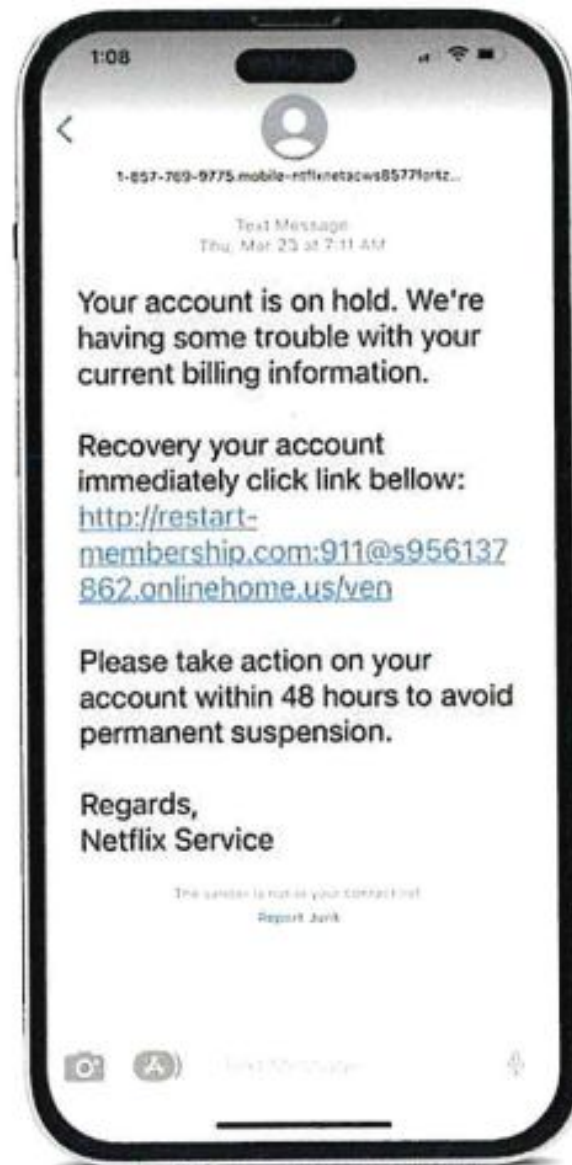 1:08
1-857-769-9775.mobile-
Text Message
Thu, Mar 23 at 7:11 AM
Your account is on hold. We're
having some trouble with your
current billing information.
Recovery your account
immediately click link bellow:
http://restart-
membership.com:911@s956137
862.onlinehome.us/ven
Please take action on your
account within 48 hours to avoid
permanent suspension.
Regards,
Netflix Service
The sender is not in your contact list
Report Junk
Text Message